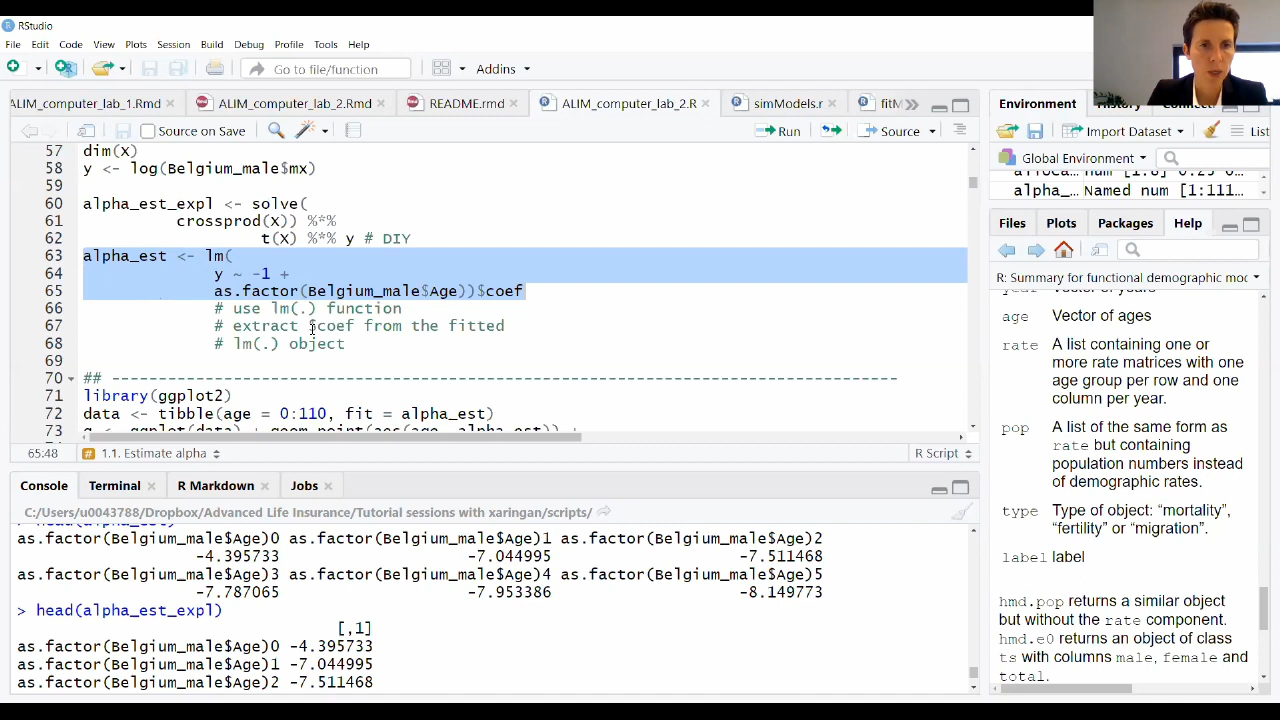 RStudio
File Edit Code View Plots Session Build Debug Profile Tools Help
Go to file/function Addins
ALIM_computer_lab_1.Rmd ALIM_computer_lab_2.Rmd README.rmd ALIM_computer_lab_2.R simModels.r fitM
Source on Save Run Source
57 dim(X)
58 y <- log(Belgium_male$mx)
59
60 alpha_est_expl <- solve(
61 crossprod(X)) %*%
62 t(X) %*% y # DIY
63 alpha_est <- lm(
64 y ~ -1 +
65 as.factor(Belgium_male$Age))$coef
66 # use lm(.) function
67 # extract $coef from the fitted
68 # lm(.) object
69
70 ## ------------------------------------------------------------------------------------
71 library(ggplot2)
72 data <- tibble(age = 0:110, fit = alpha_est)
73 g <- ggplot(data) + geom_point(aes(age, alpha_est)) +
65:48 1.1. Estimate alpha R Script
Console Terminal R Markdown Jobs
C:/Users/u0043788/Dropbox/Advanced Life Insurance/Tutorial sessions with xaringan/scripts/
> head(alpha_est)
as.factor(Belgium_male$Age)0 as.factor(Belgium_male$Age)1 as.factor(Belgium_male$Age)2
-4.395733 -7.044995 -7.511468
as.factor(Belgium_male$Age)3 as.factor(Belgium_male$Age)4 as.factor(Belgium_male$Age)5
-7.787065 -7.953386 -8.149773
> head(alpha_est_expl)
[,1]
as.factor(Belgium_male$Age)0 -4.395733
as.factor(Belgium_male$Age)1 -7.044995
as.factor(Belgium_male$Age)2 -7.511468
Environment History
Import Dataset List
Global Environment
alpha_… Named num [1:111…
Files Plots Packages Help
R: Summary for functional demographic moc
year Vector of years
age Vector of ages
rate A list containing one or
more rate matrices with one
age group per row and one
column per year.
pop A list of the same form as
rate but containing
population numbers instead
of demographic rates.
type Type of object: “mortality”,
“fertility” or “migration”.
label label
hmd.pop returns a similar object
but without the rate component.
hmd.e0 returns an object of class
ts with columns male, female and
total.